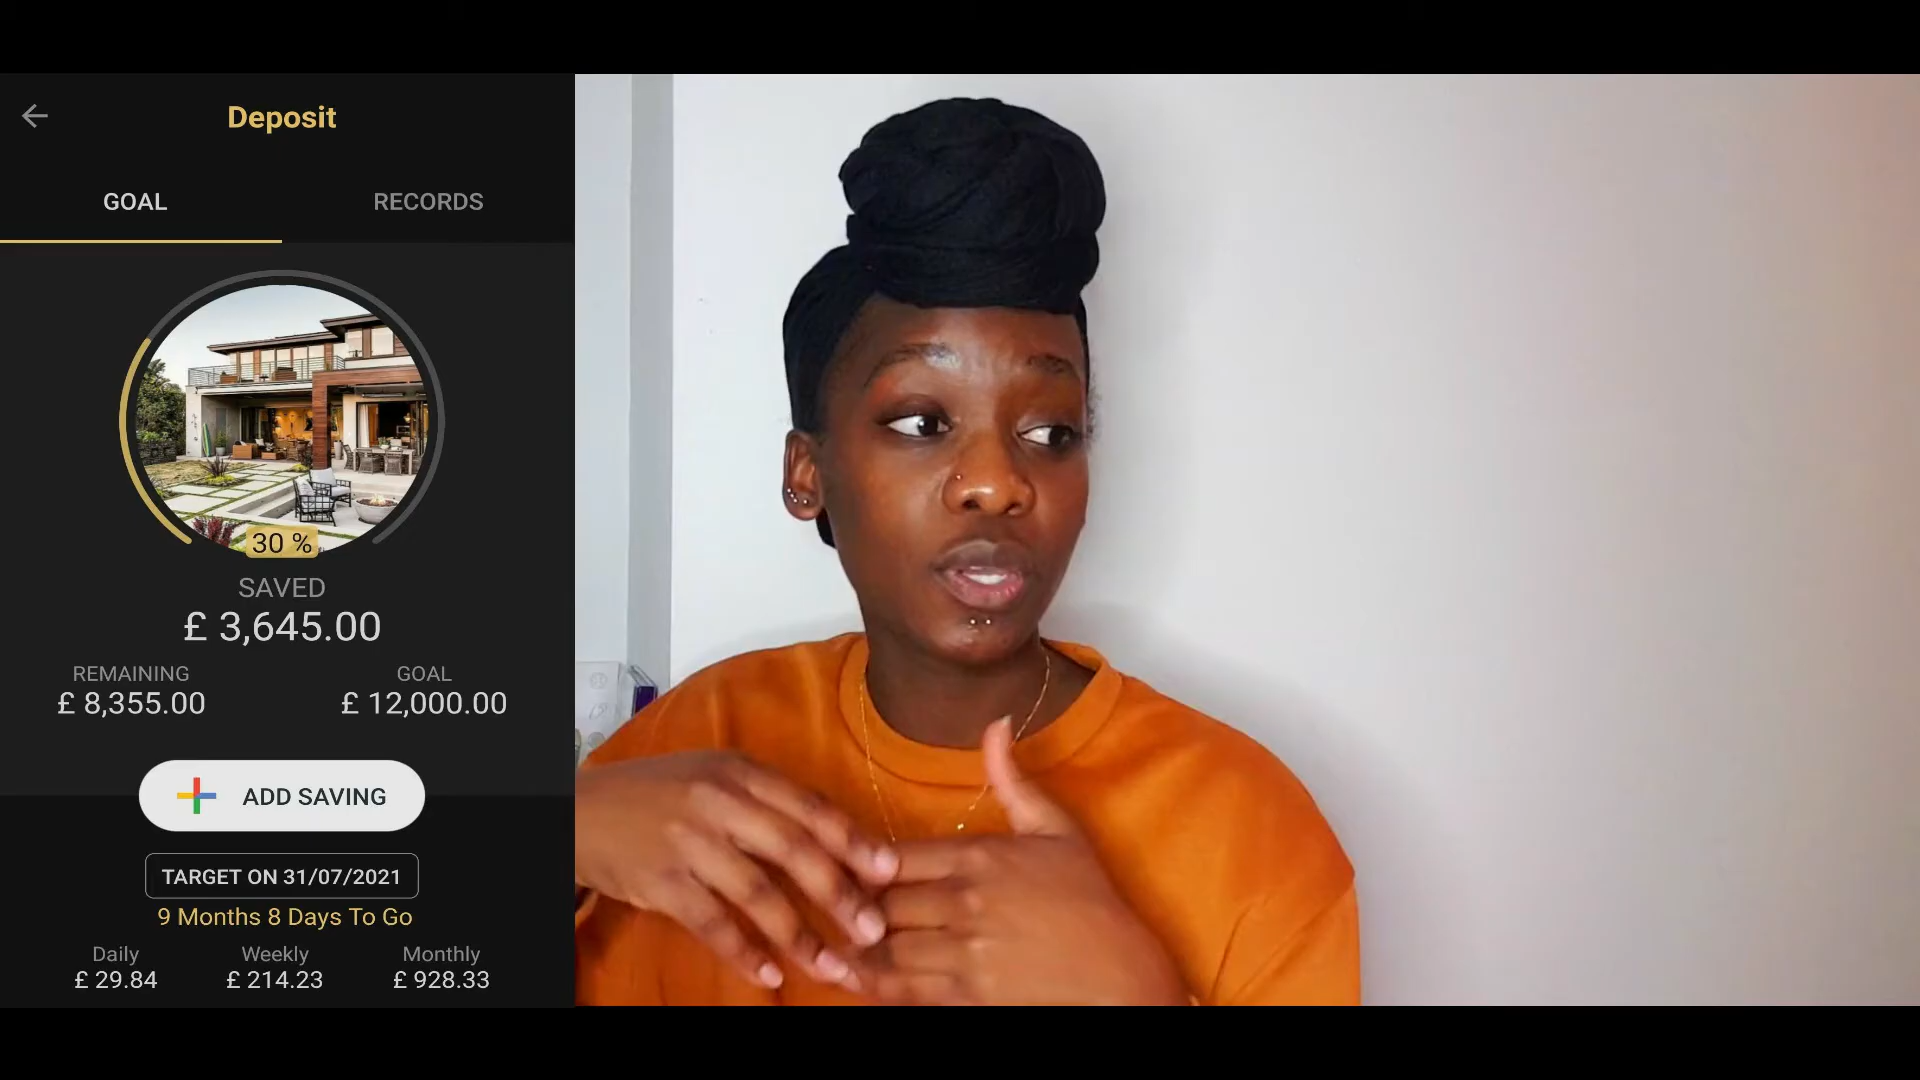 Deposit
GOAL
RECORDS
30 %
SAVED
£ 3,645.00
REMAINING
GOAL
£ 8,355.00
£ 12,000.00
ADD SAVING
TARGET ON 31/07/2021
9 Months 8 Days To Go
Daily
Weekly
Monthly
£ 29.84
£ 214.23
£ 928.33